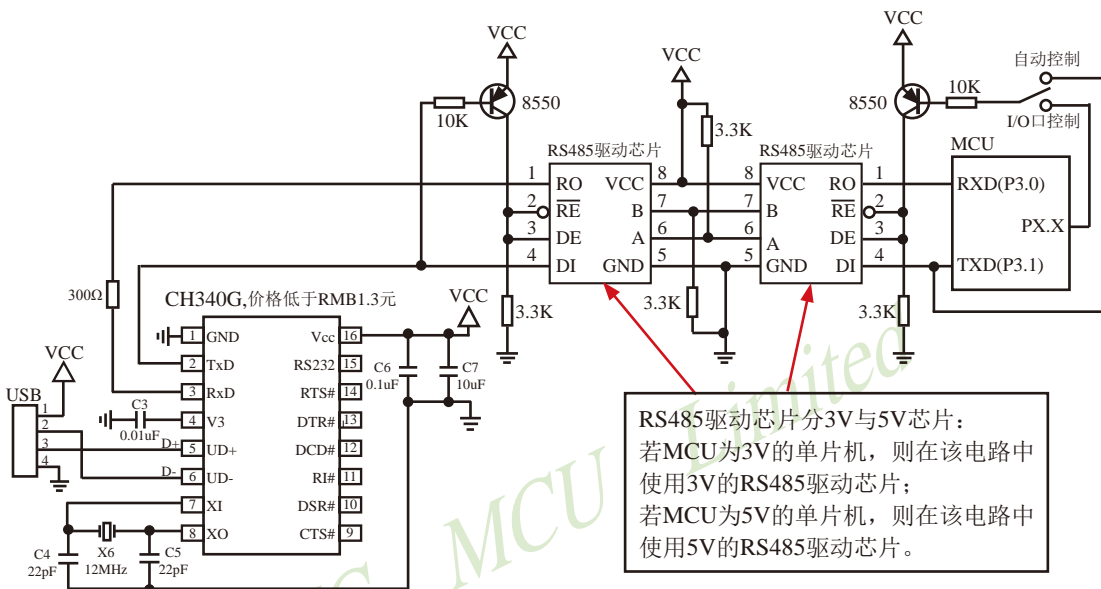 VCC
VCC
VCC
自动控制
8550
10K
8550
10K
I/O口控制
3.3K
MCU
RS485驱动芯片
RS485驱动芯片
1
RO
VCC
8
8
VCC
RO
1
RXD(P3.0)
2
RE
B
7
7
B
RE
2
PX.X
3
DE
A
6
6
A
DE
3
4
DI
GND
5
5
GND
DI
4
TXD(P3.1)
300Ω
CH340G,价格低于RMB1.3元
VCC
3.3K
3.3K
3.3K
1
GND
Vcc
16
2
TxD
RS232
15
C6
0.1uF
C7
10uF
3
RxD
RTS#
14
VCC
USB
1
2
3
4
C3
0.01uF
4
V3
DTR#
13
D+
5
UD+
DCD#
12
D-
6
UD-
RI#
11
7
XI
DSR#
10
8
XO
CTS#
9
C4
22pF
X6
12MHz
C5
22pF
RS485驱动芯片分3V与5V芯片：
若MCU为3V的单片机，则在该电路中
使用3V的RS485驱动芯片；
若MCU为5V的单片机，则在该电路中
使用5V的RS485驱动芯片。
MCU Limited